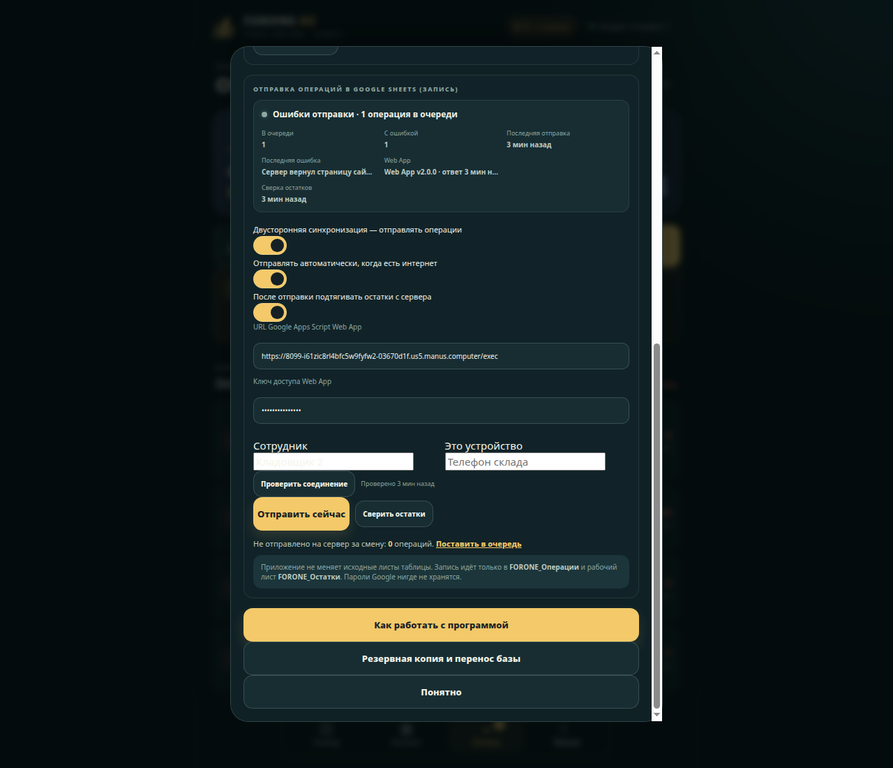 ОТПРАВКА ОПЕРАЦИЙ В GOOGLE SHEETS (ЗАПИСЬ)
Ошибки отправки · 1 операция в очереди
В очереди С ошибкой Последняя отправка
1 1 3 мин назад
Последняя ошибка Web App
Сервер вернул страницу сай... Web App v2.0.0 · ответ 3 мин н...
Сверка остатков
3 мин назад
Двусторонняя синхронизация — отправлять операции
Отправлять автоматически, когда есть интернет
После отправки подтягивать остатки с сервера
URL Google Apps Script Web App
https://8099-i61zic8rl4bfc5w9fyfw2-03670d1f.us5.manus.computer/exec
Ключ доступа Web App
•••••••••••••••
Сотрудник Это устройство
Телефон склада
Проверить соединение Проверено 3 мин назад
Отправить сейчас Сверить остатки
Не отправлено на сервер за смену: 0 операций. Поставить в очередь
Приложение не меняет исходные листы таблицы. Запись идёт только в FORONE_Операции и рабочий
лист FORONE_Остатки. Пароли Google нигде не хранятся.
Как работать с программой
Резервная копия и перенос базы
Понятно